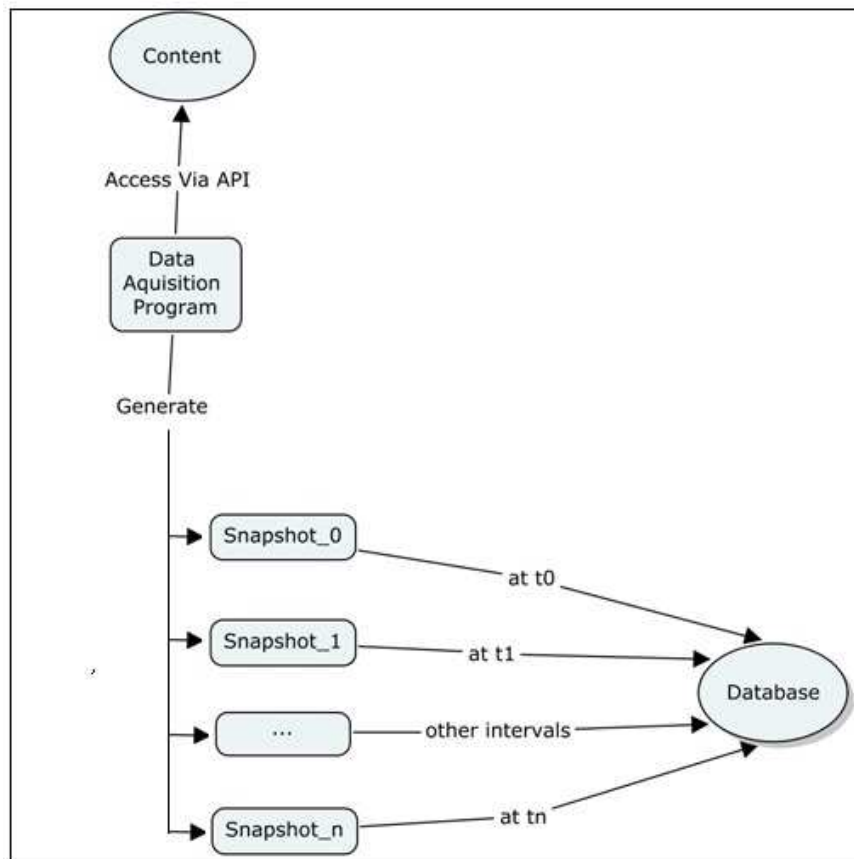 Content
Access Via API
Data
Aquisition
Program
Generate
Snapshot_0
at t0
Snapshot_1
at t1
,
Database
...
other intervals
Snapshot_n
at tn